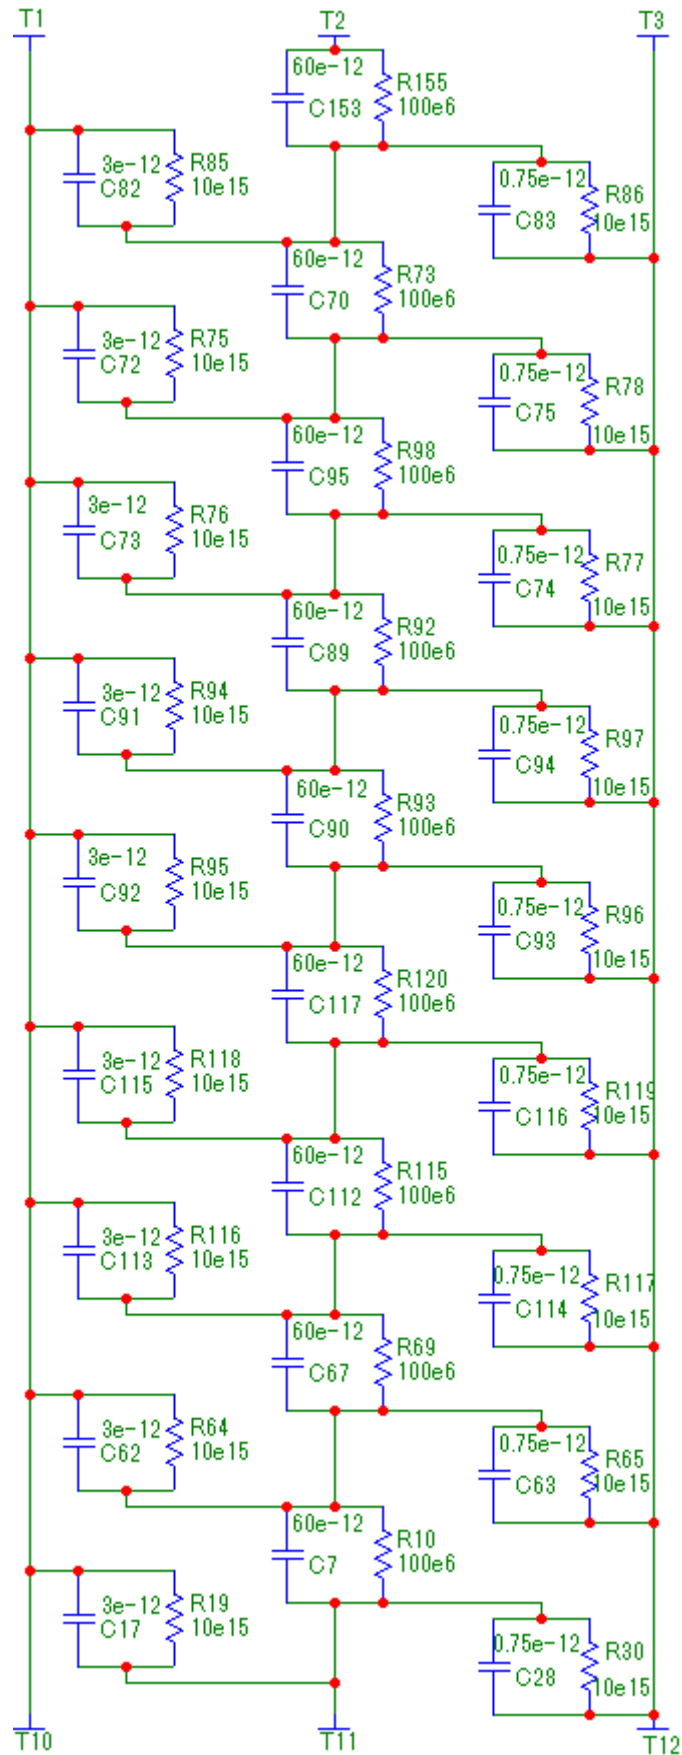 T1 T2 T3
60e-12
R155
C153
100e6
3e-12
R85
C82
10e15
0.75e-12
R86
C83
10e15
60e-12
R73
C70
100e6
3e-12
R75
C72
10e15
0.75e-12
R78
C75
10e15
60e-12
R98
C95
100e6
3e-12
R76
C73
10e15
0.75e-12
R77
C74
10e15
60e-12
R92
C89
100e6
3e-12
R94
C91
10e15
0.75e-12
R97
C94
10e15
60e-12
R93
C90
100e6
3e-12
R95
C92
10e15
0.75e-12
R96
C93
10e15
60e-12
R120
C117
100e6
3e-12
R118
C115
10e15
0.75e-12
R119
C116
10e15
60e-12
R115
C112
100e6
3e-12
R116
C113
10e15
0.75e-12
R117
C114
10e15
60e-12
R69
C67
100e6
3e-12
R64
C62
10e15
0.75e-12
R65
C63
10e15
60e-12
R10
C7
100e6
3e-12
R19
C17
10e15
0.75e-12
R30
C28
10e15
T10 T11 T12